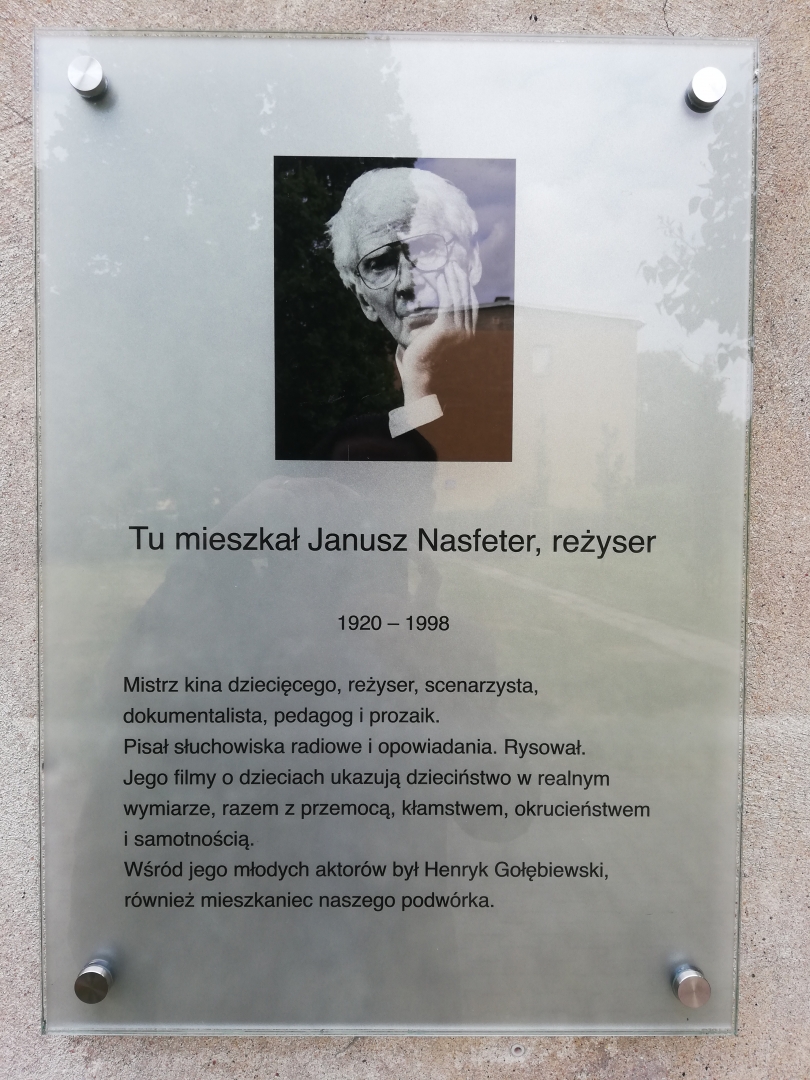 Tu mieszkał Janusz Nasfeter, reżyser
1920 – 1998
Mistrz kina dziecięcego, reżyser, scenarzysta,
dokumentalista, pedagog i prozaik.
Pisał słuchowiska radiowe i opowiadania. Rysował.
Jego filmy o dzieciach ukazują dzieciństwo w realnym
wymiarze, razem z przemocą, kłamstwem, okrucieństwem
i samotnością.
Wśród jego młodych aktorów był Henryk Gołębiewski,
również mieszkaniec naszego podwórka.